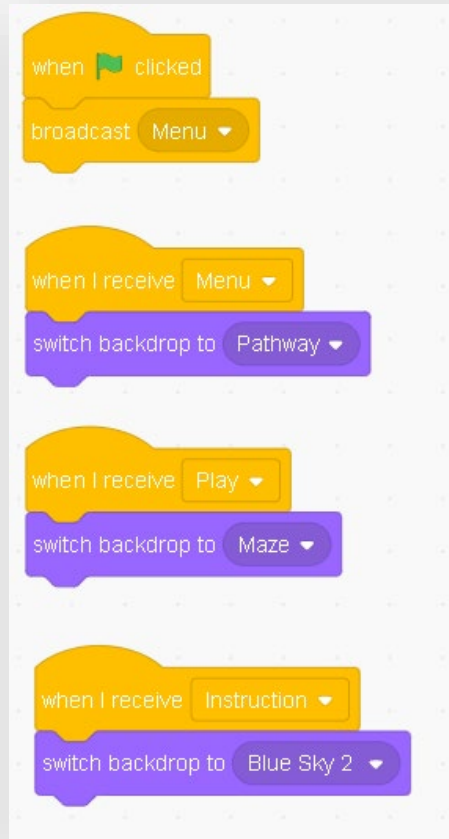 when clicked
broadcast Menu
when I receive Menu
switch backdrop to Pathway
when I receive Play
switch backdrop to Maze
when I receive Instruction
switch backdrop to Blue Sky 2